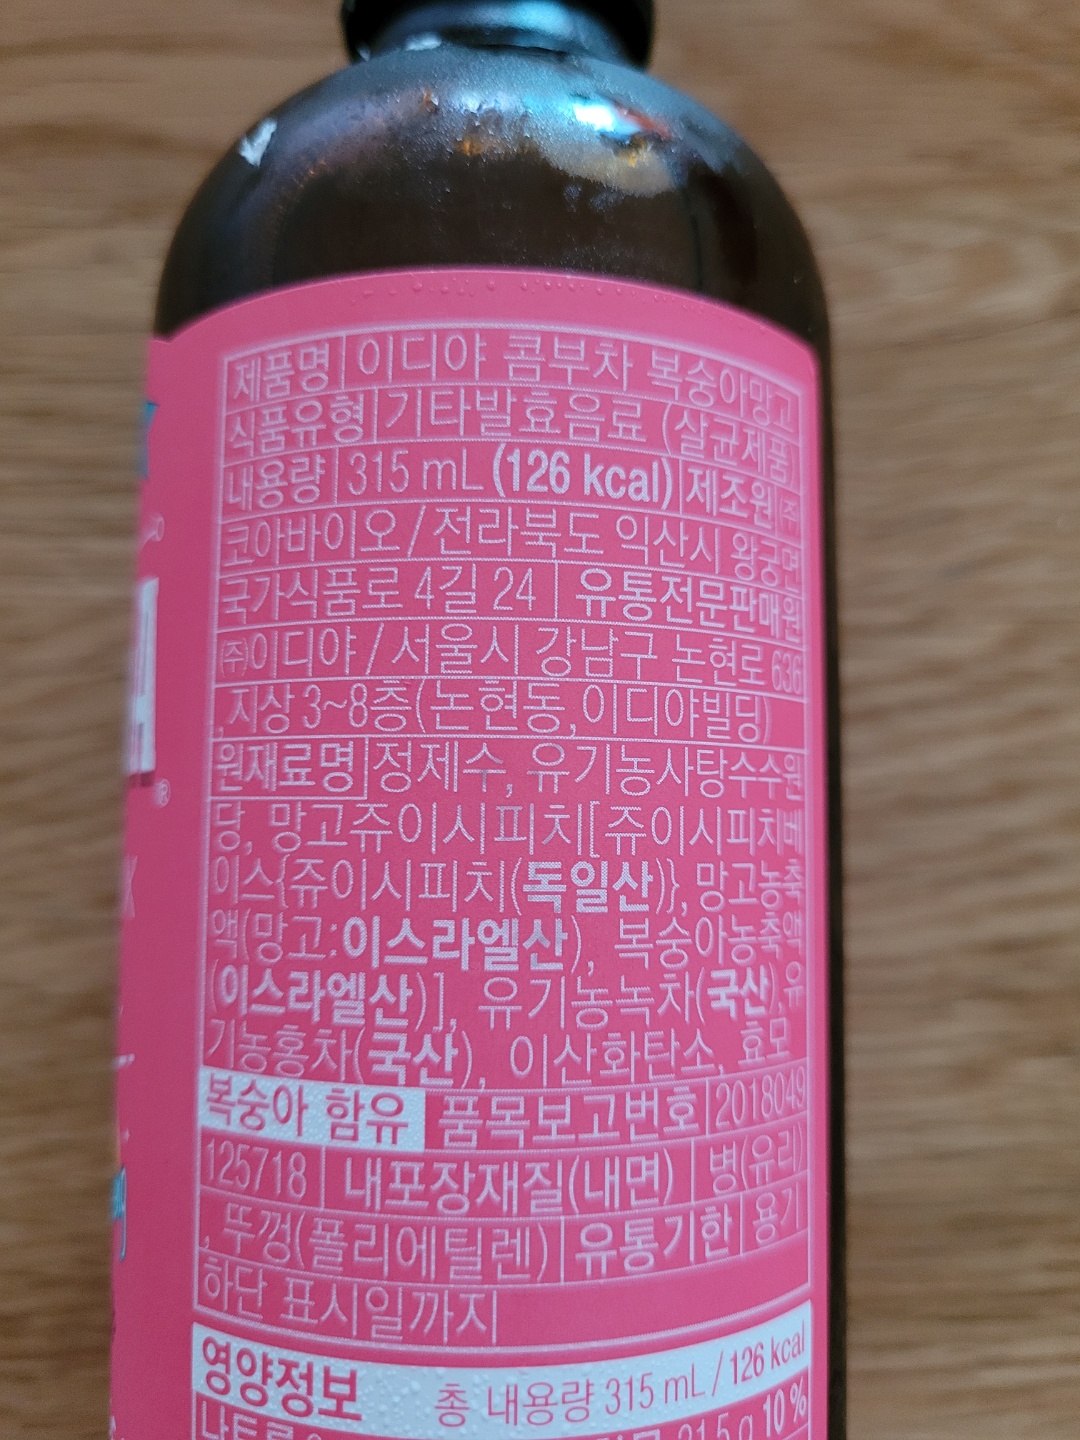 제품명 이디야 콤부차 복숭아망고
식품유형 기타발효음료 (살균제품)
내용량 315 mL (126 kcal) 제조원 ㈜
코아바이오 / 전라북도 익산시 왕궁면
국가식품로 4길 24 유통전문판매원
㈜이디야 / 서울시 강남구 논현로 636
, 지상 3~8층(논현동, 이디야빌딩)
원재료명 정제수, 유기농사탕수수원
당, 망고쥬이시피치[쥬이시피치베
이스{쥬이시피치(독일산)}, 망고농축
액(망고:이스라엘산), 복숭아농축액
(이스라엘산)], 유기농녹차(국산), 유
기농홍차(국산), 이산화탄소, 효모
복숭아 함유 품목보고번호 2018049
125718 내포장재질(내면) 병(유리)
, 뚜껑(폴리에틸렌) 유통기한 용기
하단 표시일까지
영양정보 총 내용량 315 mL / 126 kcal
10 %